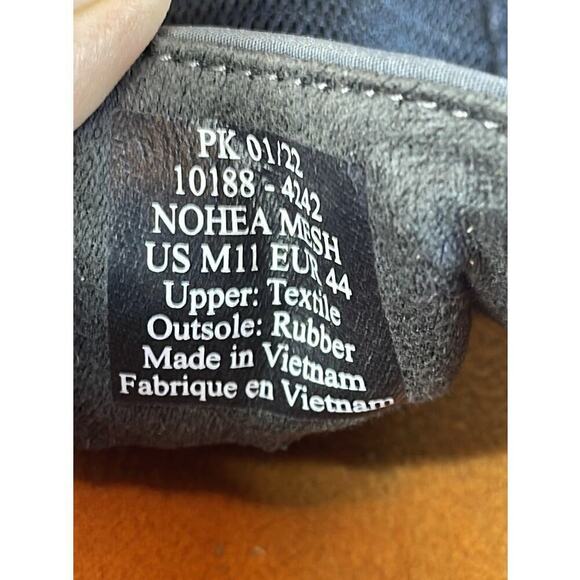 PK 01/22
10188 - 4242
NOHEA MESH
US M11 EUR 44
Upper: Textile
Outsole: Rubber
Made in Vietnam
Fabrique en Vietnam